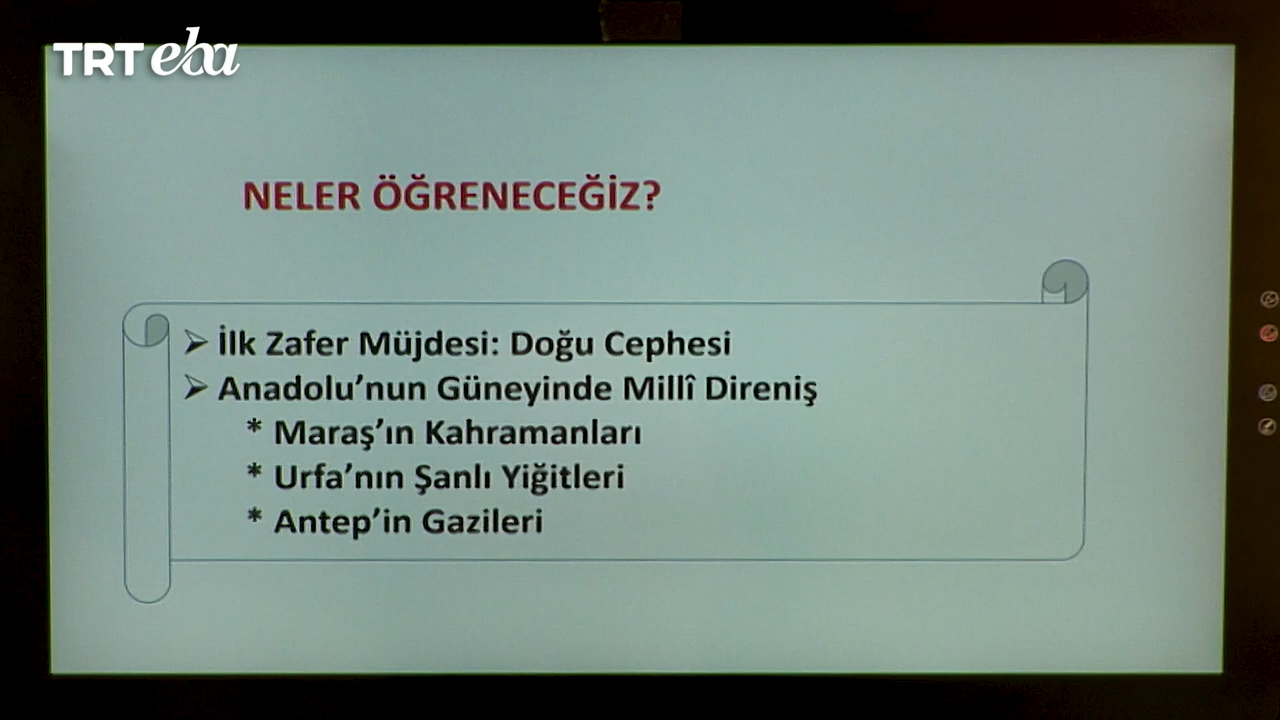 TRT eba
NELER ÖĞRENECEĞİZ?
➢ İlk Zafer Müjdesi: Doğu Cephesi
➢ Anadolu’nun Güneyinde Millî Direniş
* Maraş’ın Kahramanları
* Urfa’nın Şanlı Yiğitleri
* Antep’in Gazileri